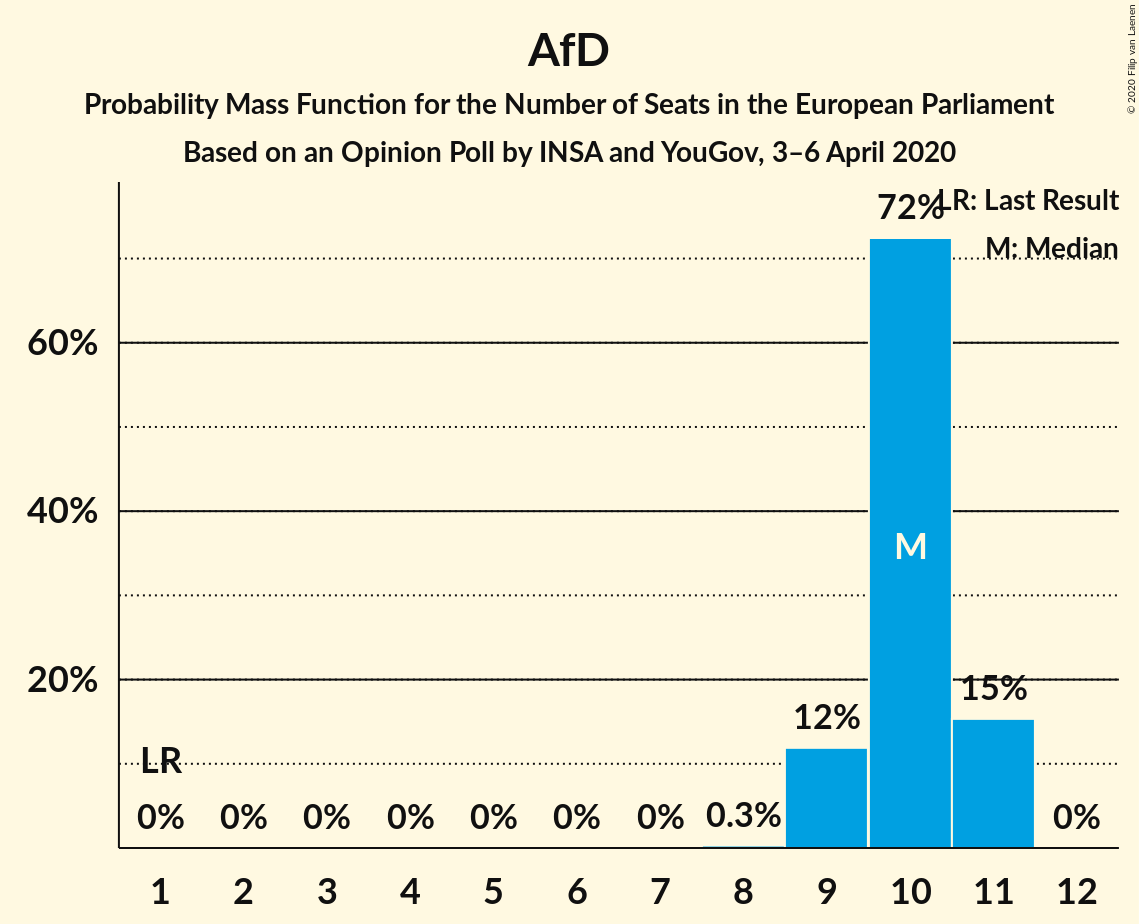 AfD
Probability Mass Function for the Number of Seats in the European Parliament
Based on an Opinion Poll by INSA and YouGov, 3–6 April 2020
© 2020 Filip van Laenen
LR: Last Result
M: Median
72%
60%
40%
M
20%
15%
12%
LR
0% 0% 0% 0% 0% 0% 0% 0.3% 0%
1 2 3 4 5 6 7 8 9 10 11 12